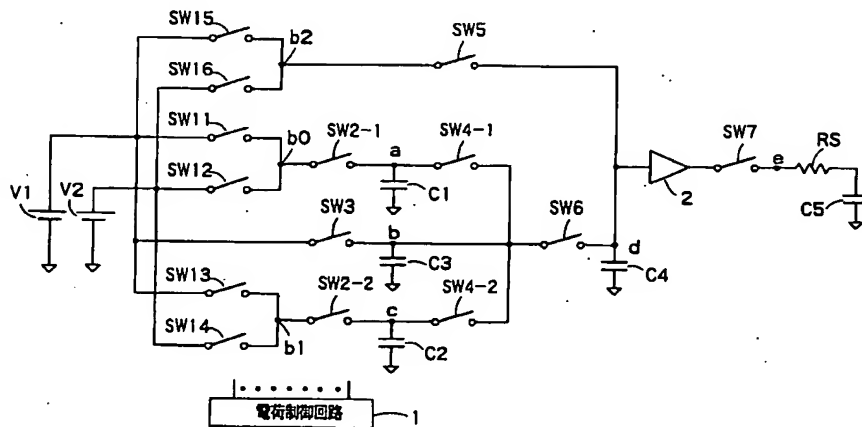 SW15
b2
SW5
SW16
SW11
b0
SW2-1
a
SW4-1
SW7
e
RS
SW12
C1
2
V1
V2
SW3
SW6
C5
b
d
SW13
C3
C4
SW2-2
c
SW4-2
SW14
b1
C2
電荷制御回路
1